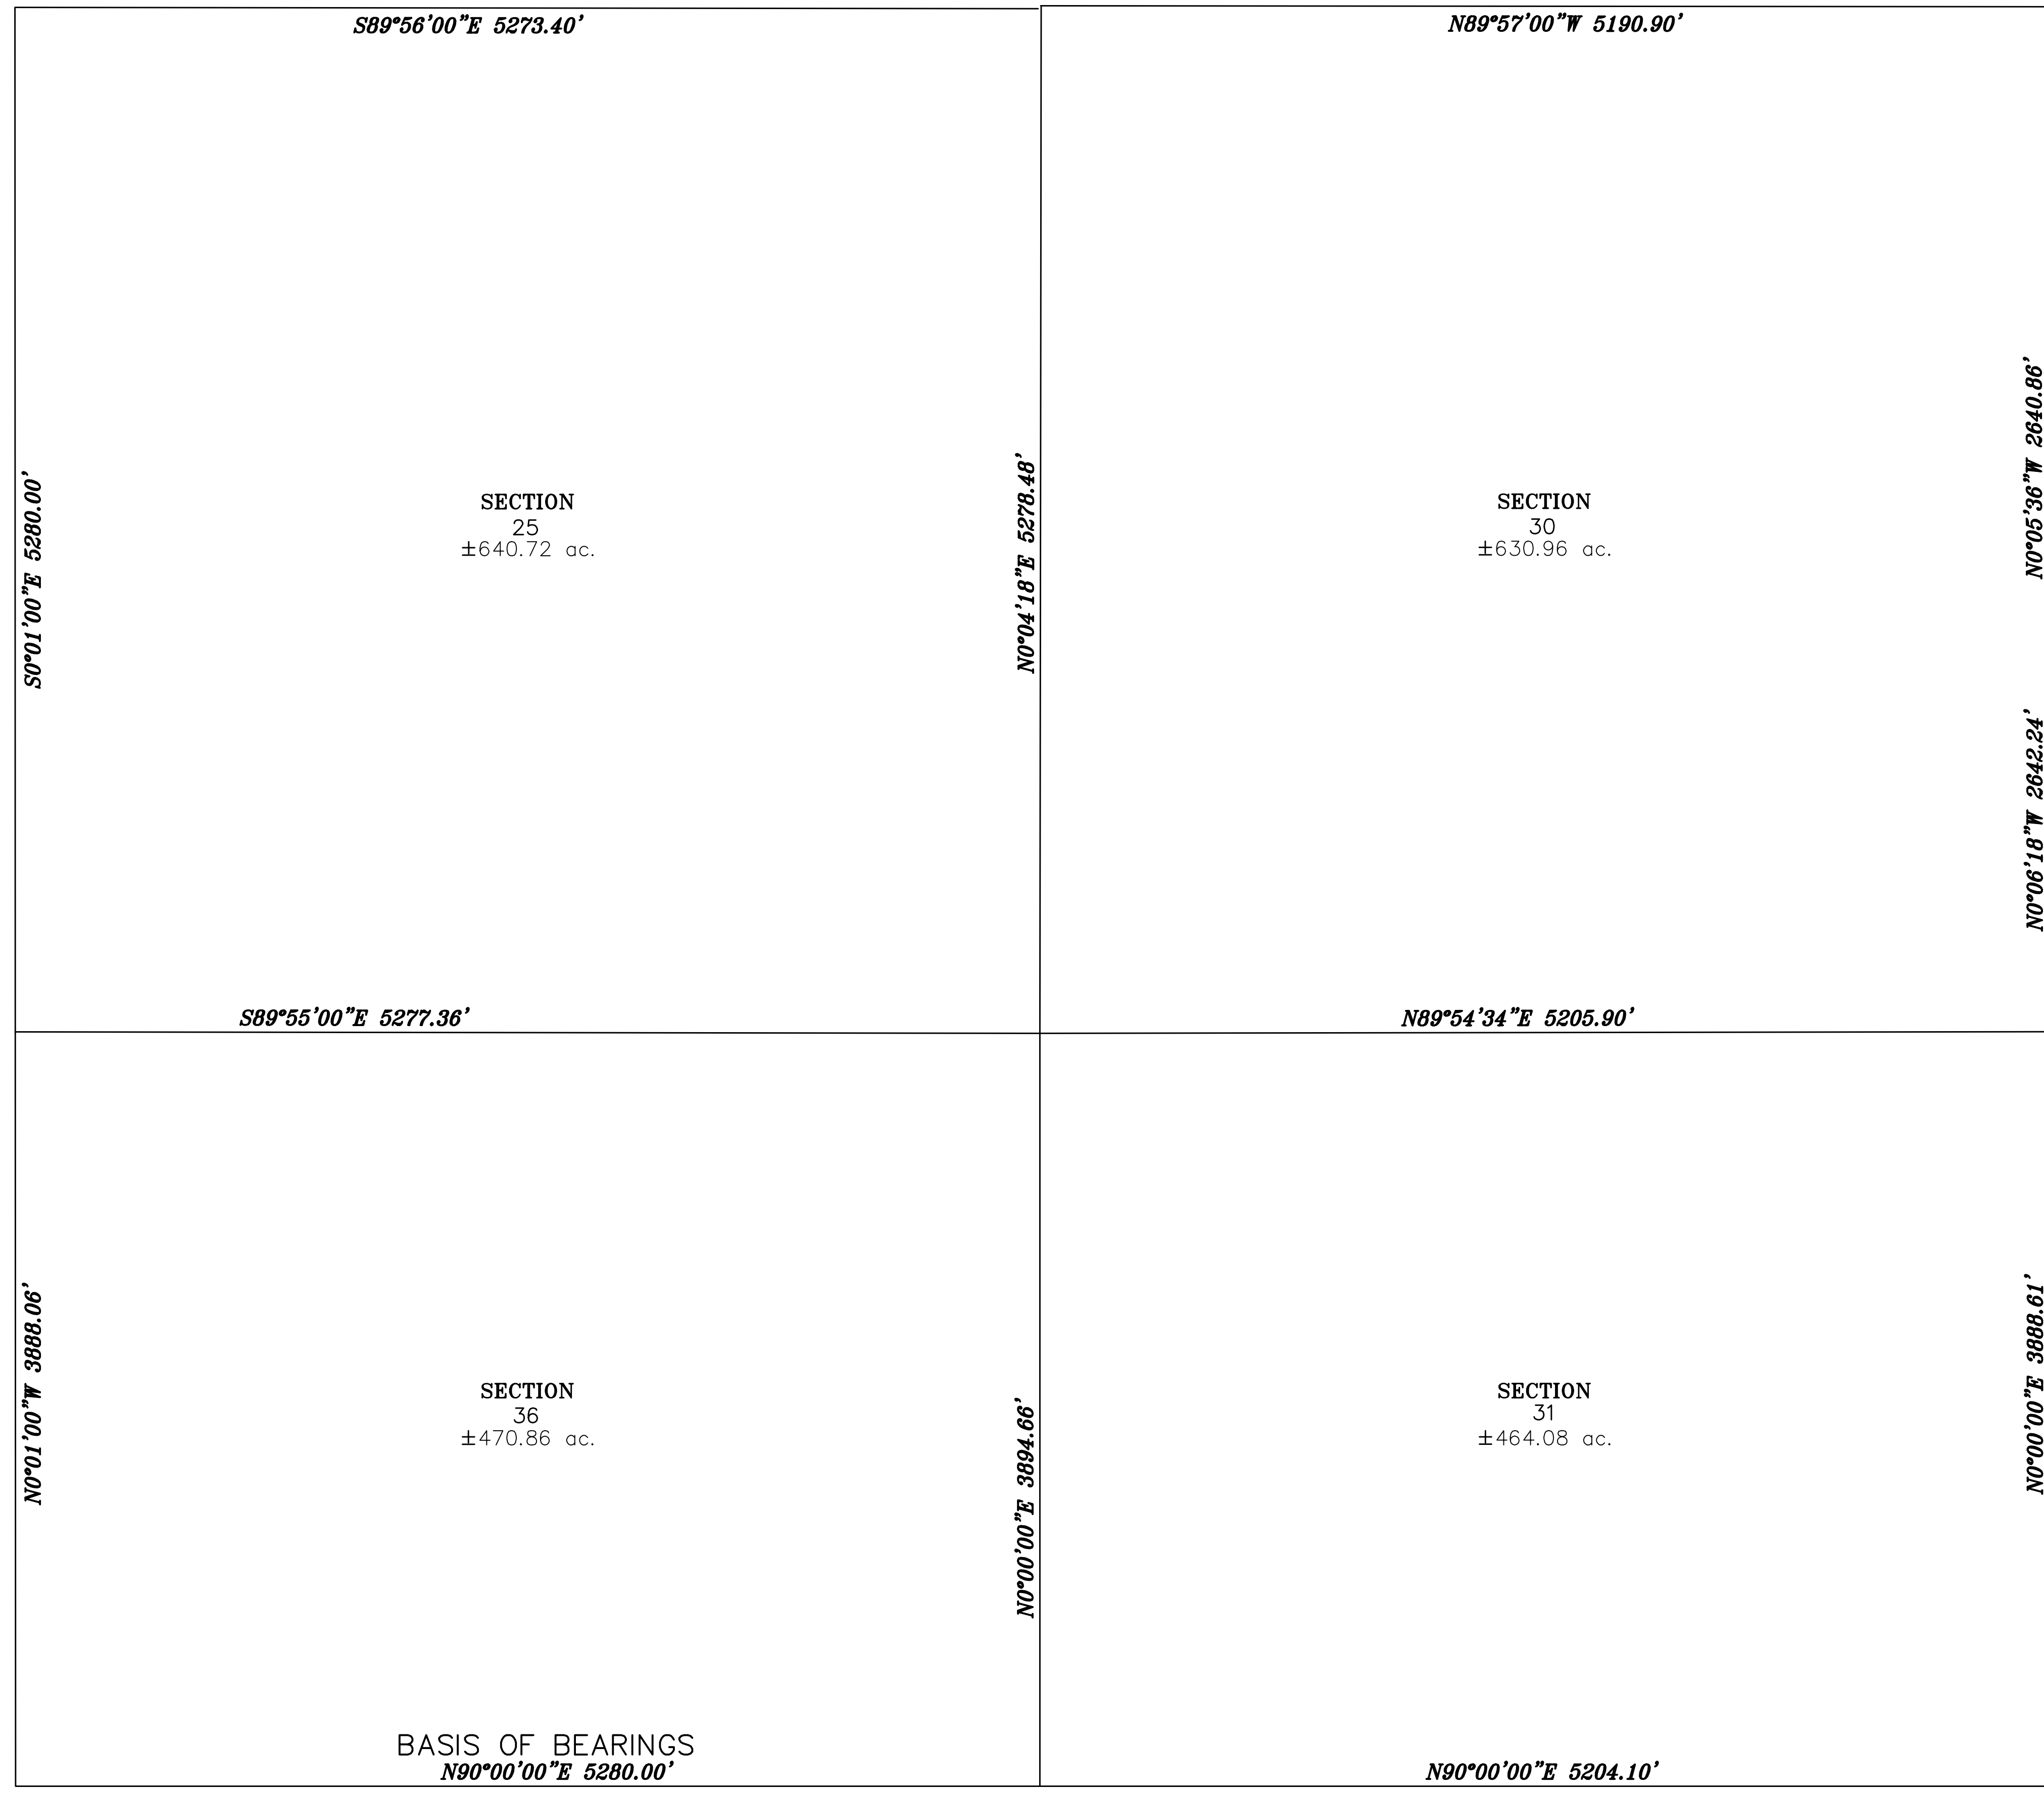 S89°56'00"E 5273.40'
N89°57'00"W 5190.90'
S0°01'00"E 5280.00'
SECTION
25
±640.72 ac.
N0°04'18"E 5278.48'
SECTION
30
±630.96 ac.
N0°05'36"W 2640.86'
N0°06'18"W 2642.24'
S89°55'00"E 5277.36'
N89°54'34"E 5205.90'
N0°01'00"W 3888.06'
SECTION
36
±470.86 ac.
N0°00'00"E 3894.66'
SECTION
31
±464.08 ac.
N0°00'00"E 3888.61'
BASIS OF BEARINGS
N90°00'00"E 5280.00'
N90°00'00"E 5204.10'